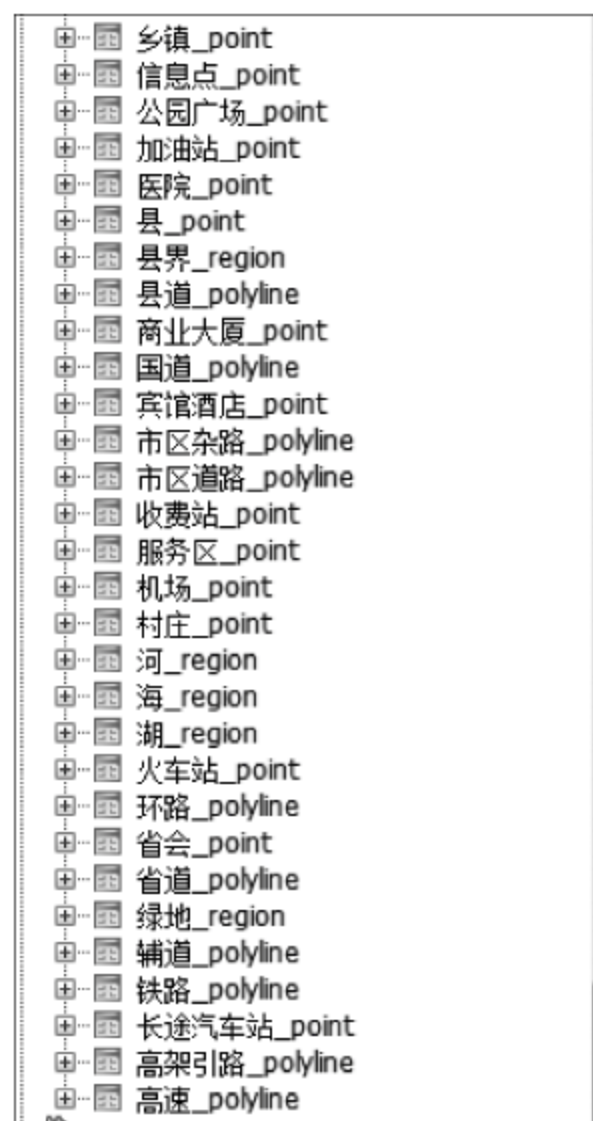 乡镇_point
信息点_point
公园广场_point
加油站_point
医院_point
县_point
县界_region
县道_polyline
商业大厦_point
国道_polyline
宾馆酒店_point
市区杂路_polyline
市区道路_polyline
收费站_point
服务区_point
机场_point
村庄_point
河_region
海_region
湖_region
火车站_point
环路_polyline
省会_point
省道_polyline
绿地_region
辅道_polyline
铁路_polyline
长途汽车站_point
高架引路_polyline
高速_polyline